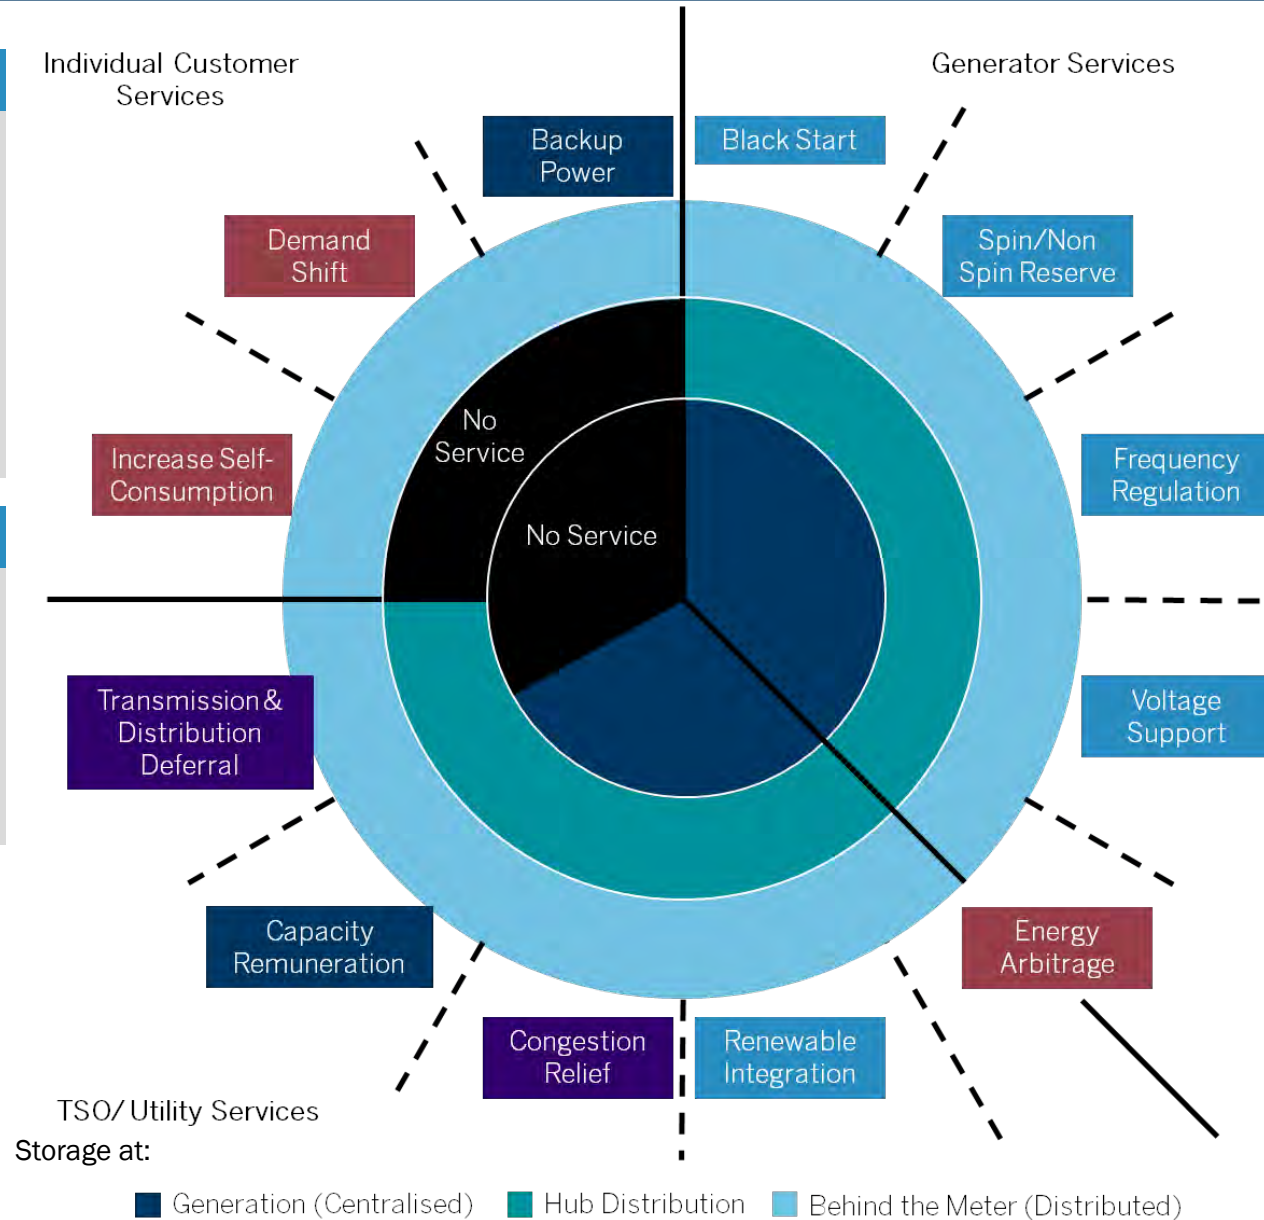 Individual Customer
Services
Generator Services
Backup
Power
Black Start
Demand
Shift
Spin/Non
Spin Reserve
No
Service
Increase Self-
Consumption
Frequency
Regulation
No Service
Transmission &
Distribution
Deferral
Voltage
Support
Capacity
Remuneration
Energy
Arbitrage
Congestion
Relief
Renewable
Integration
TSO/ Utility Services
Storage at:
Generation (Centralised)
Hub Distribution
Behind the Meter (Distributed)